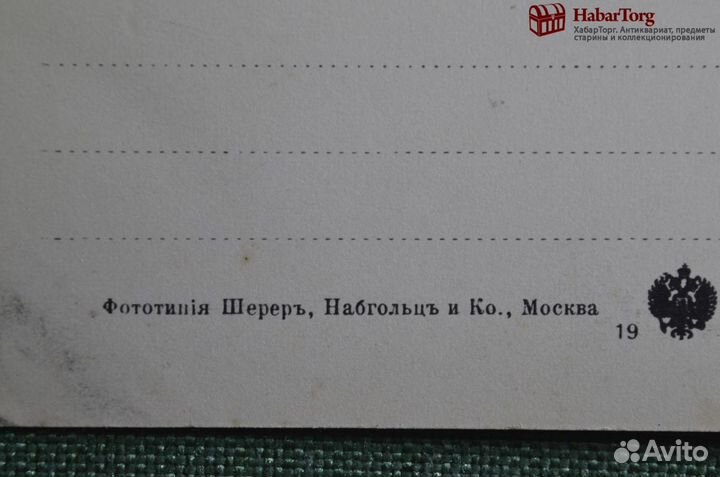 HabarTorg
ХабарТорг. Антиквариат, предметы
старины и коллекционирования
Фототипія Шереръ, Набгольцъ и Ко., Москва
19
Avito